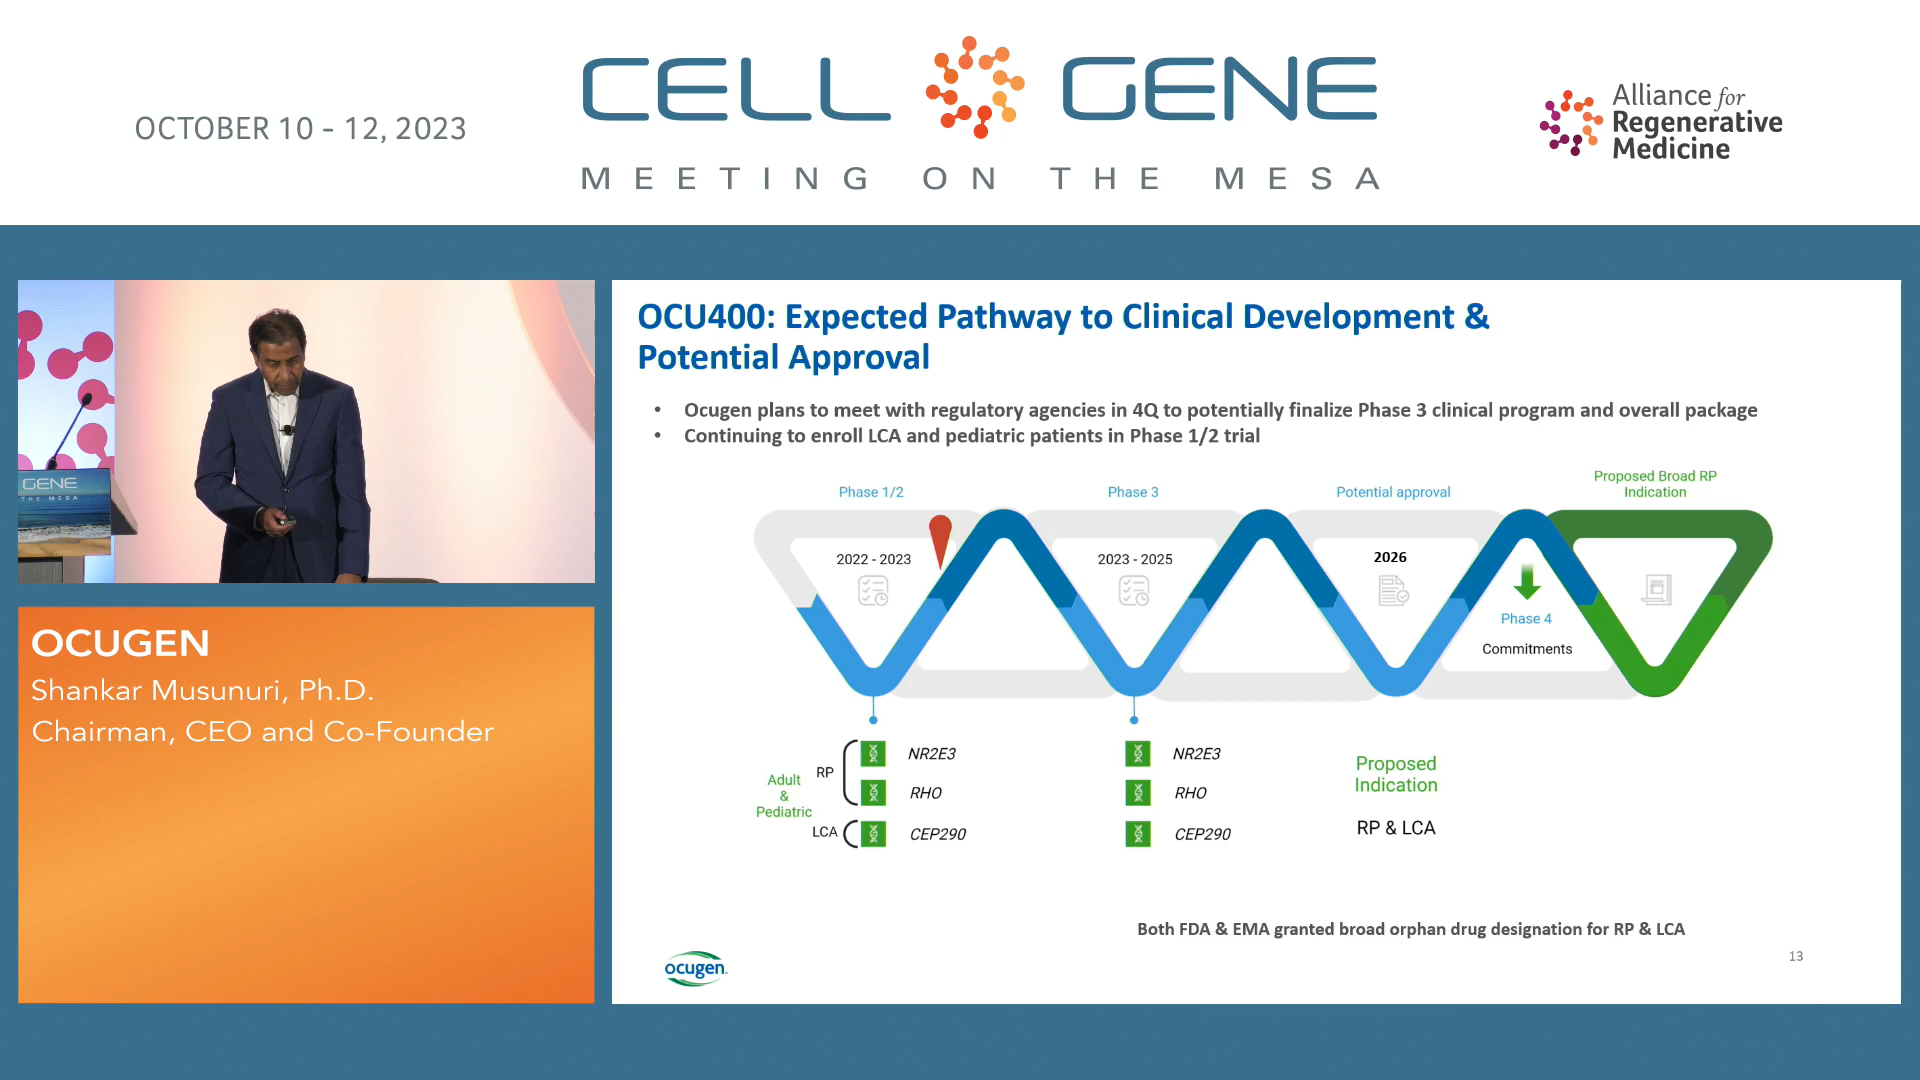 OCTOBER 10 - 12, 2023
CELL GENE
MEETING ON THE MESA
Alliance for
Regenerative
Medicine
GENE
THE MESA
OCUGEN
Shankar Musunuri, Ph.D.
Chairman, CEO and Co-Founder
OCU400: Expected Pathway to Clinical Development &
Potential Approval
• Ocugen plans to meet with regulatory agencies in 4Q to potentially finalize Phase 3 clinical program and overall package
• Continuing to enroll LCA and pediatric patients in Phase 1/2 trial
Phase 1/2
Phase 3
Potential approval
Proposed Broad RP
Indication
2022 - 2023
2023 - 2025
2026
Phase 4
Commitments
Adult
&
Pediatric
RP
LCA
NR2E3
RHO
CEP290
NR2E3
RHO
CEP290
Proposed
Indication
RP & LCA
Both FDA & EMA granted broad orphan drug designation for RP & LCA
ocugen.
13